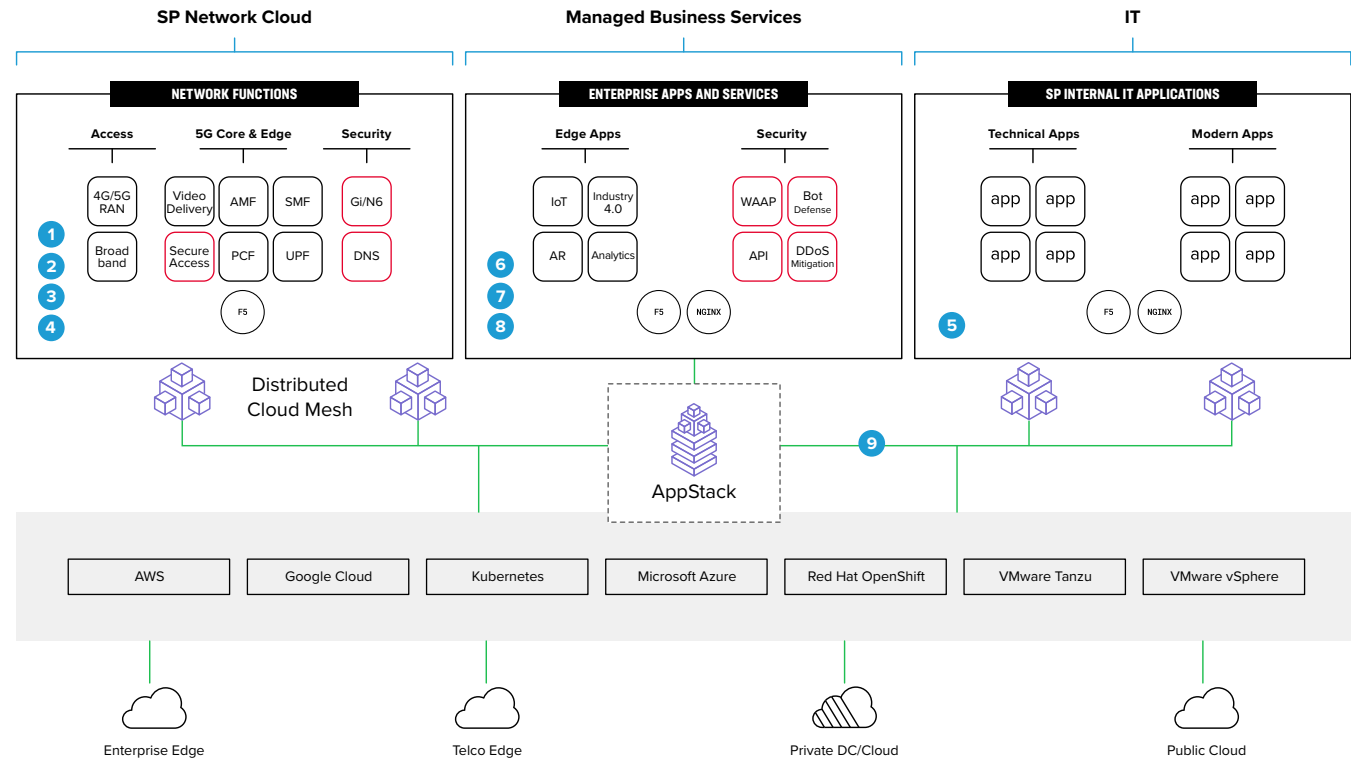 SP Network Cloud
Managed Business Services
IT
NETWORK FUNCTIONS
ENTERPRISE APPS AND SERVICES
SP INTERNAL IT APPLICATIONS
Access
5G Core & Edge
Security
Edge Apps
Security
Technical Apps
Modern Apps
4G/5G
RAN
Video
Delivery
AMF
SMF
Gi/N6
IoT
Industry
4.0
WAAP
Bot
Defense
app
app
app
app
1
Broad
band
Secure
Access
PCF
UPF
DNS
AR
Analytics
API
DDoS
Mitigation
app
app
app
app
2
6
3
7
4
8
5
F5
F5
NGINX
F5
NGINX
Distributed
Cloud Mesh
9
AppStack
AWS
Google Cloud
Kubernetes
Microsoft Azure
Red Hat OpenShift
VMware Tanzu
VMware vSphere
Enterprise Edge
Telco Edge
Private DC/Cloud
Public Cloud